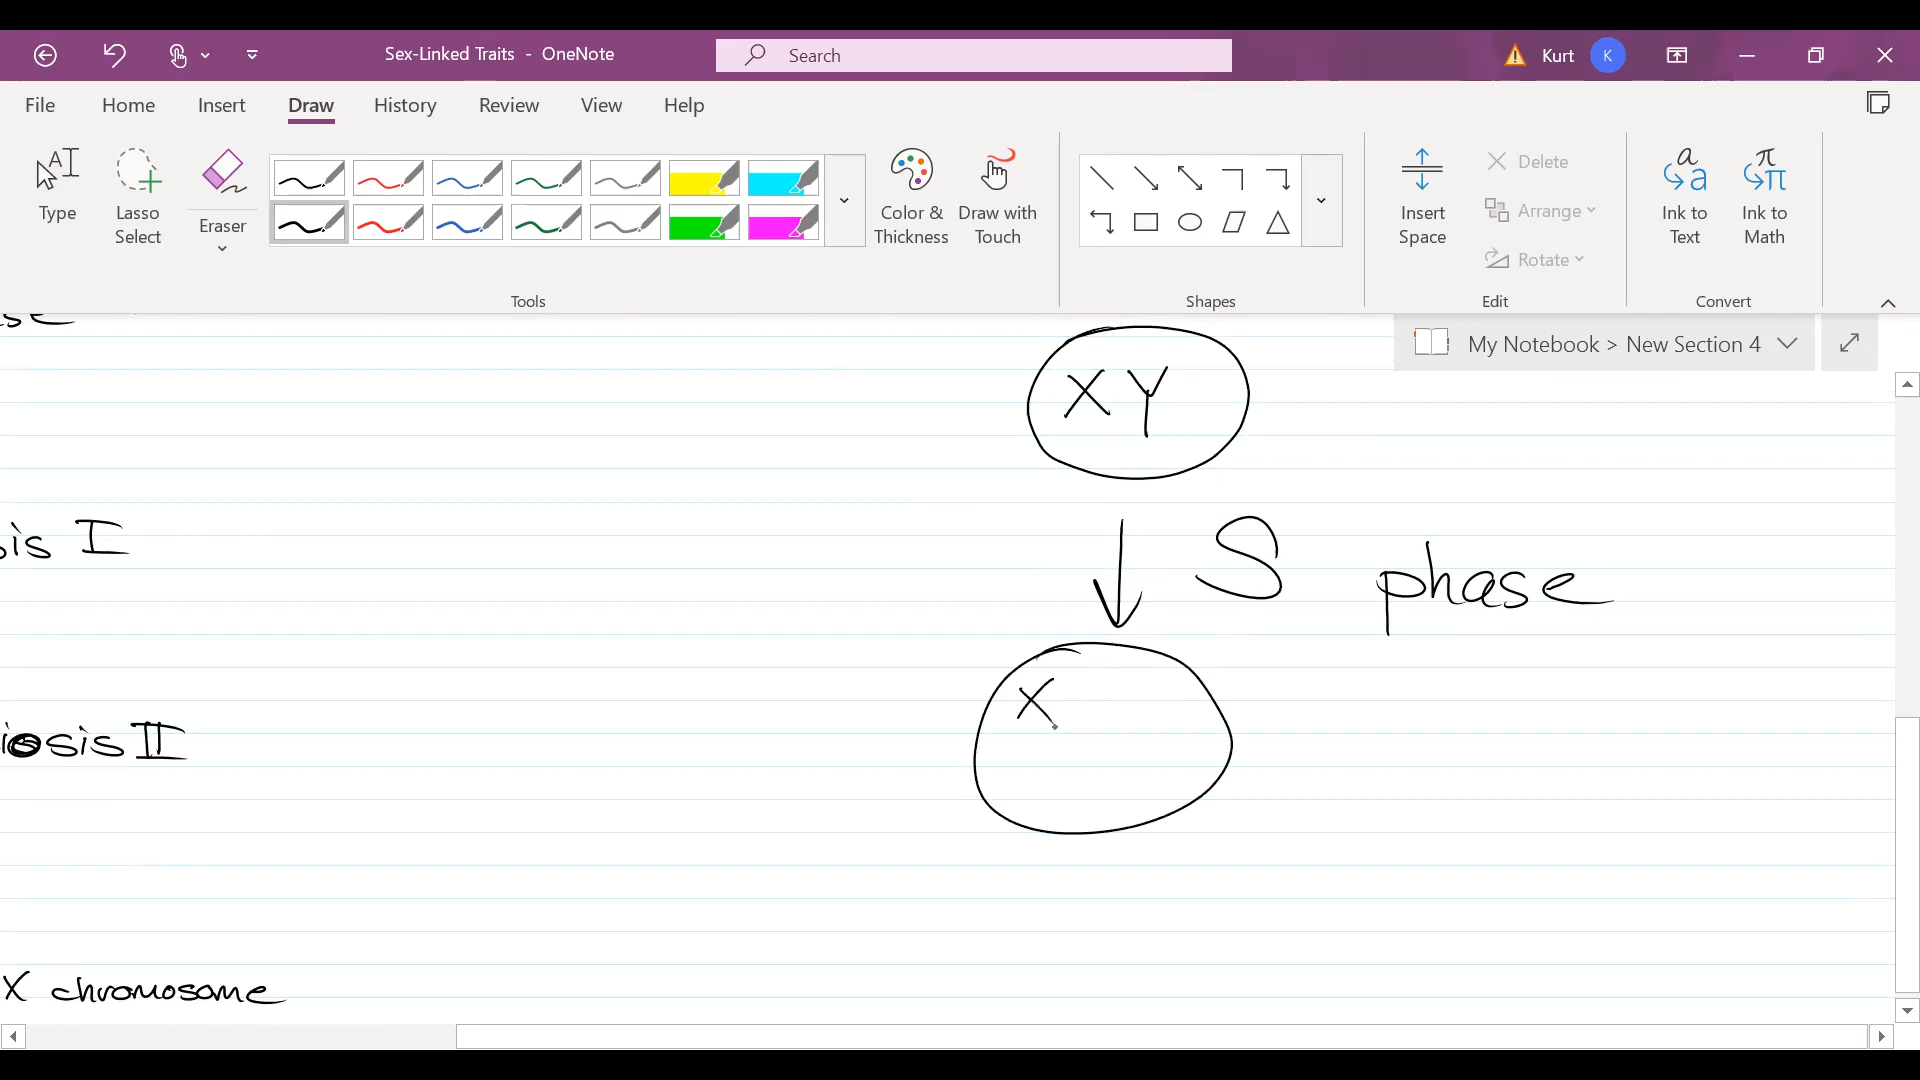 Sex-Linked Traits - OneNote
Search
Kurt
K
File Home Insert Draw History Review View Help
Type
Lasso Select
Eraser
Color & Thickness
Draw with Touch
Insert Space
Delete
Arrange
Rotate
Ink to Text
Ink to Math
Tools
Shapes
Edit
Convert
My Notebook > New Section 4
se
XY
sis I
S phase
X
iosis II
X chromosome